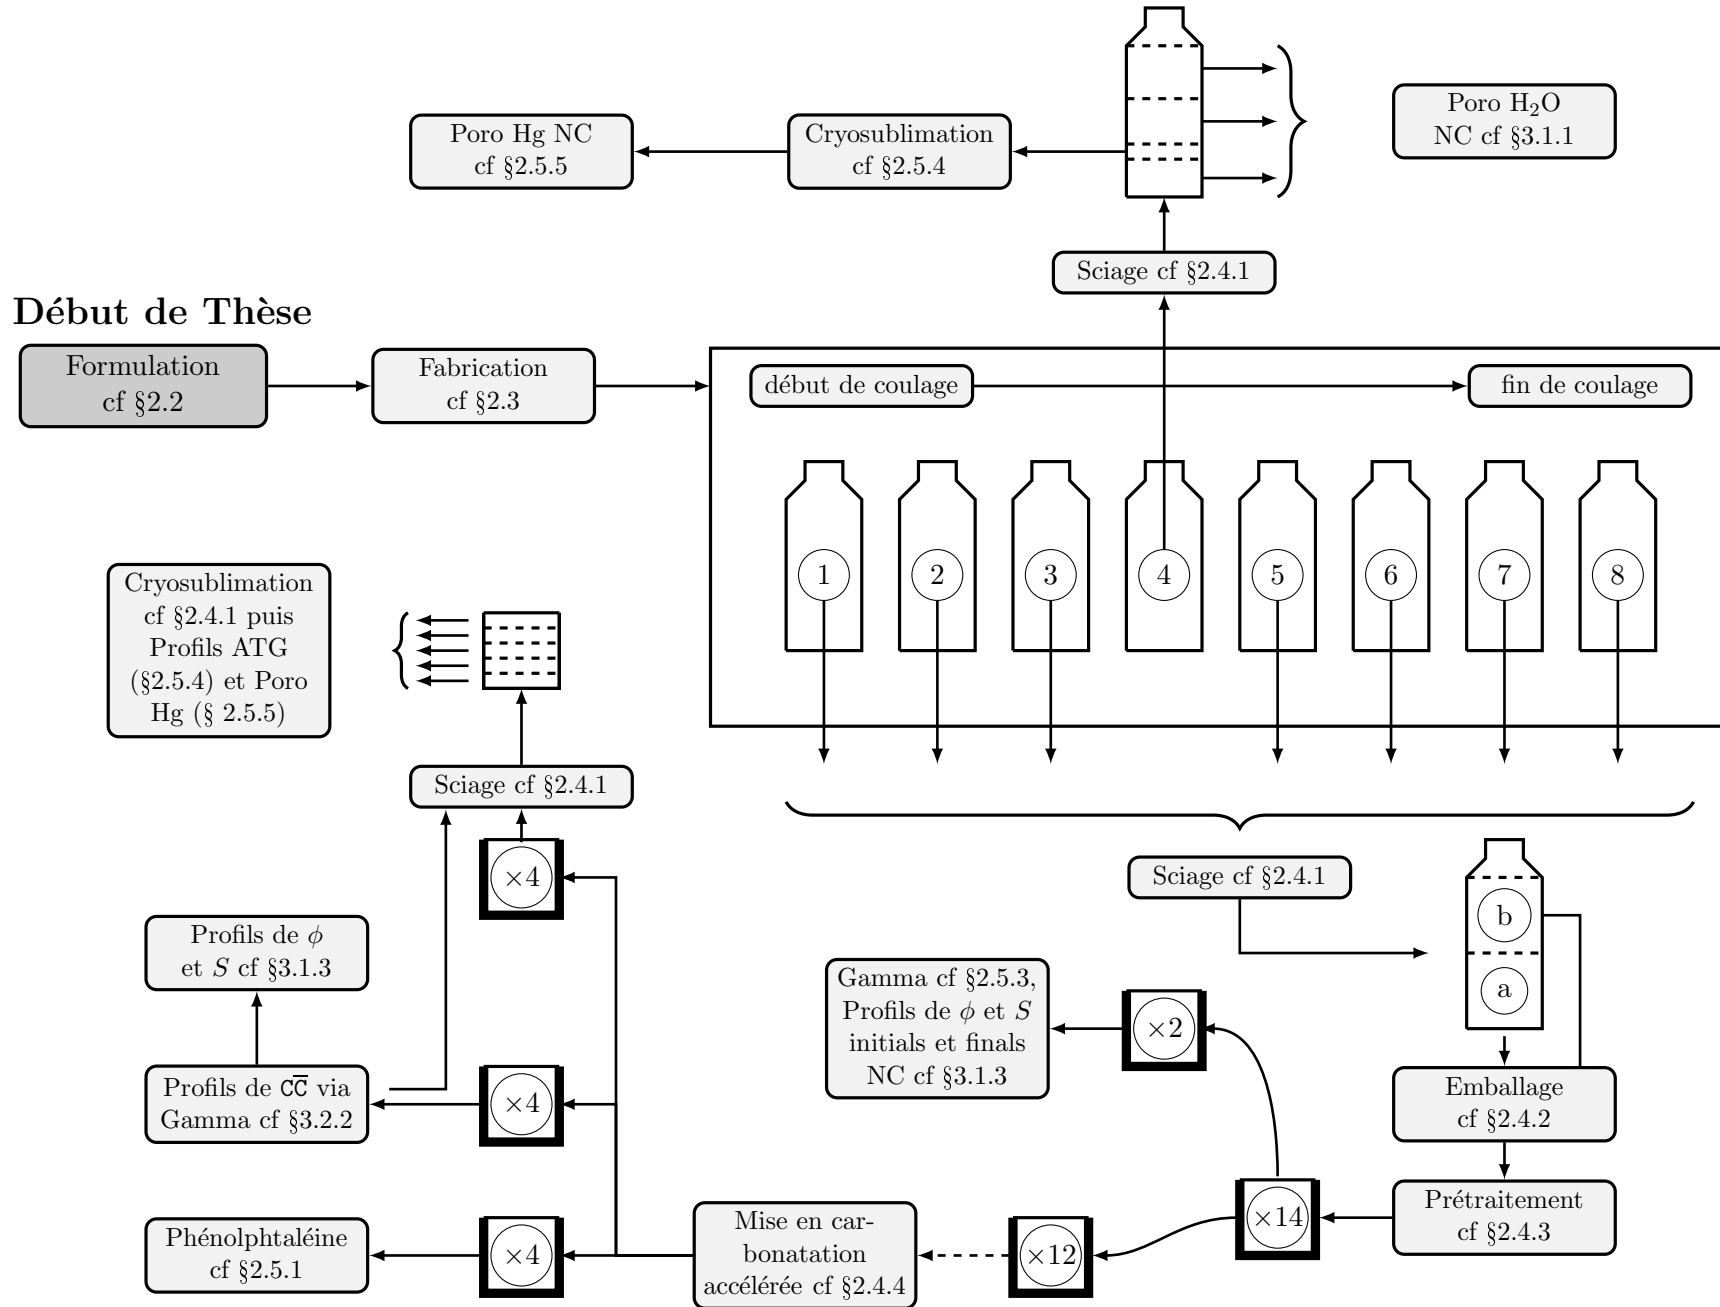 Poro H₂O
NC cf §3.1.1
Poro Hg NC
cf §2.5.5
Cryosublimation
cf §2.5.4
Sciage cf §2.4.1
Début de Thèse
Formulation
cf §2.2
Fabrication
cf §2.3
début de coulage
fin de coulage
1
2
3
4
5
6
7
8
Cryosublimation
cf §2.4.1 puis
Profils ATG
(§2.5.4) et Poro
Hg (§ 2.5.5)
Sciage cf §2.4.1
×4
Sciage cf §2.4.1
b
a
Profils de ϕ
et S cf §3.1.3
Gamma cf §2.5.3,
Profils de ϕ et S
initials et finals
NC cf §3.1.3
×2
Profils de CC̅ via
Gamma cf §3.2.2
×4
Emballage
cf §2.4.2
Prétraitement
cf §2.4.3
×14
×12
Mise en car-
bonatation
accélérée cf §2.4.4
×4
Phénolphtaléine
cf §2.5.1